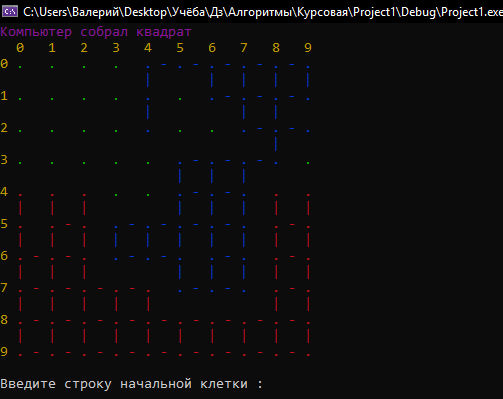 C:\Users\Валерий\Desktop\Учёба\Дз\Алгоритмы\Курсовая\Project1\Debug\Project1.exe
Компьютер собрал квадрат
  0   1   2   3   4   5   6   7   8   9
0 .   .   .   .   . - . - . - . - . - .
                  |       |   |   |   |
1 .   .   .   .   .   .   . - . - . - .
                  |           |   |
2 .   .   .   .   .   .   .   . - . - .
                                  |
3 .   .   .   .   .   . - . - . - .   .
                      |   |   |
4 .   .   .   .   .   .   .   .   .   .
  |   |   |           |   |   |   |   |
5 .   . - .   . - . - . - . - .   . - .
  |   |   |   |   |   |   |   |   |   |
6 .   . - .   . - . - . - . - .   . - .
  |   |   |           |   |   |   |   |
7 . - . - . - . - .   . - . - .   . - .
  |   |   |   |   |               |   |
8 . - . - . - . - . - . - . - . - . - .
  |   |   |   |   |   |   |   |   |   |
9 . - . - . - . - . - . - . - . - . - .
Введите строку начальной клетки :